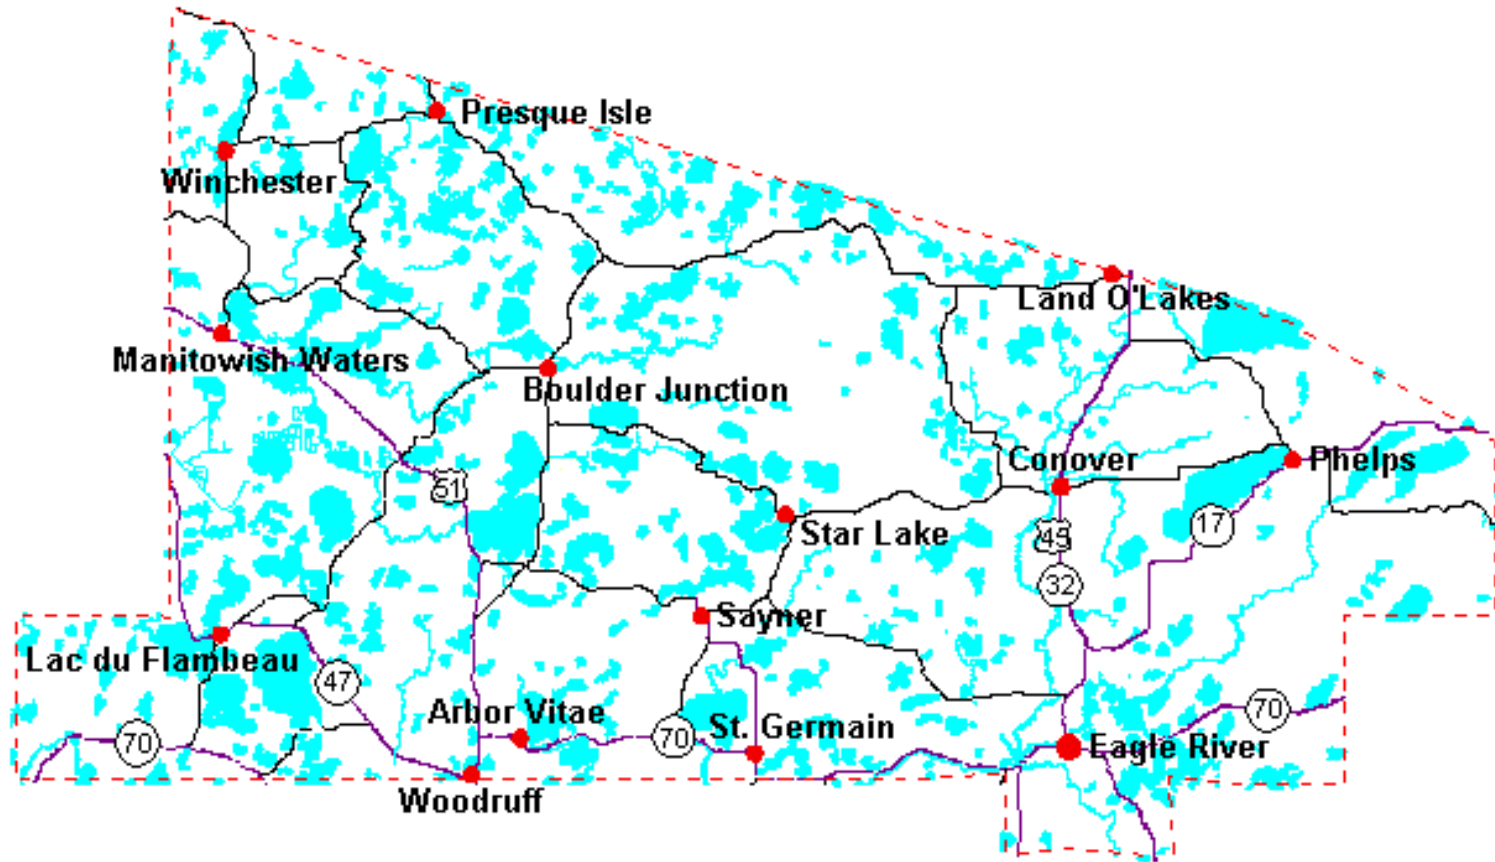 Presque Isle
Winchester
Land O'Lakes
Manitowish Waters
Boulder Junction
Conover
Phelps
51
17
Star Lake
45
32
Sayner
Lac du Flambeau
47
Arbor Vitae
70
St. Germain
70
70
Eagle River
Woodruff